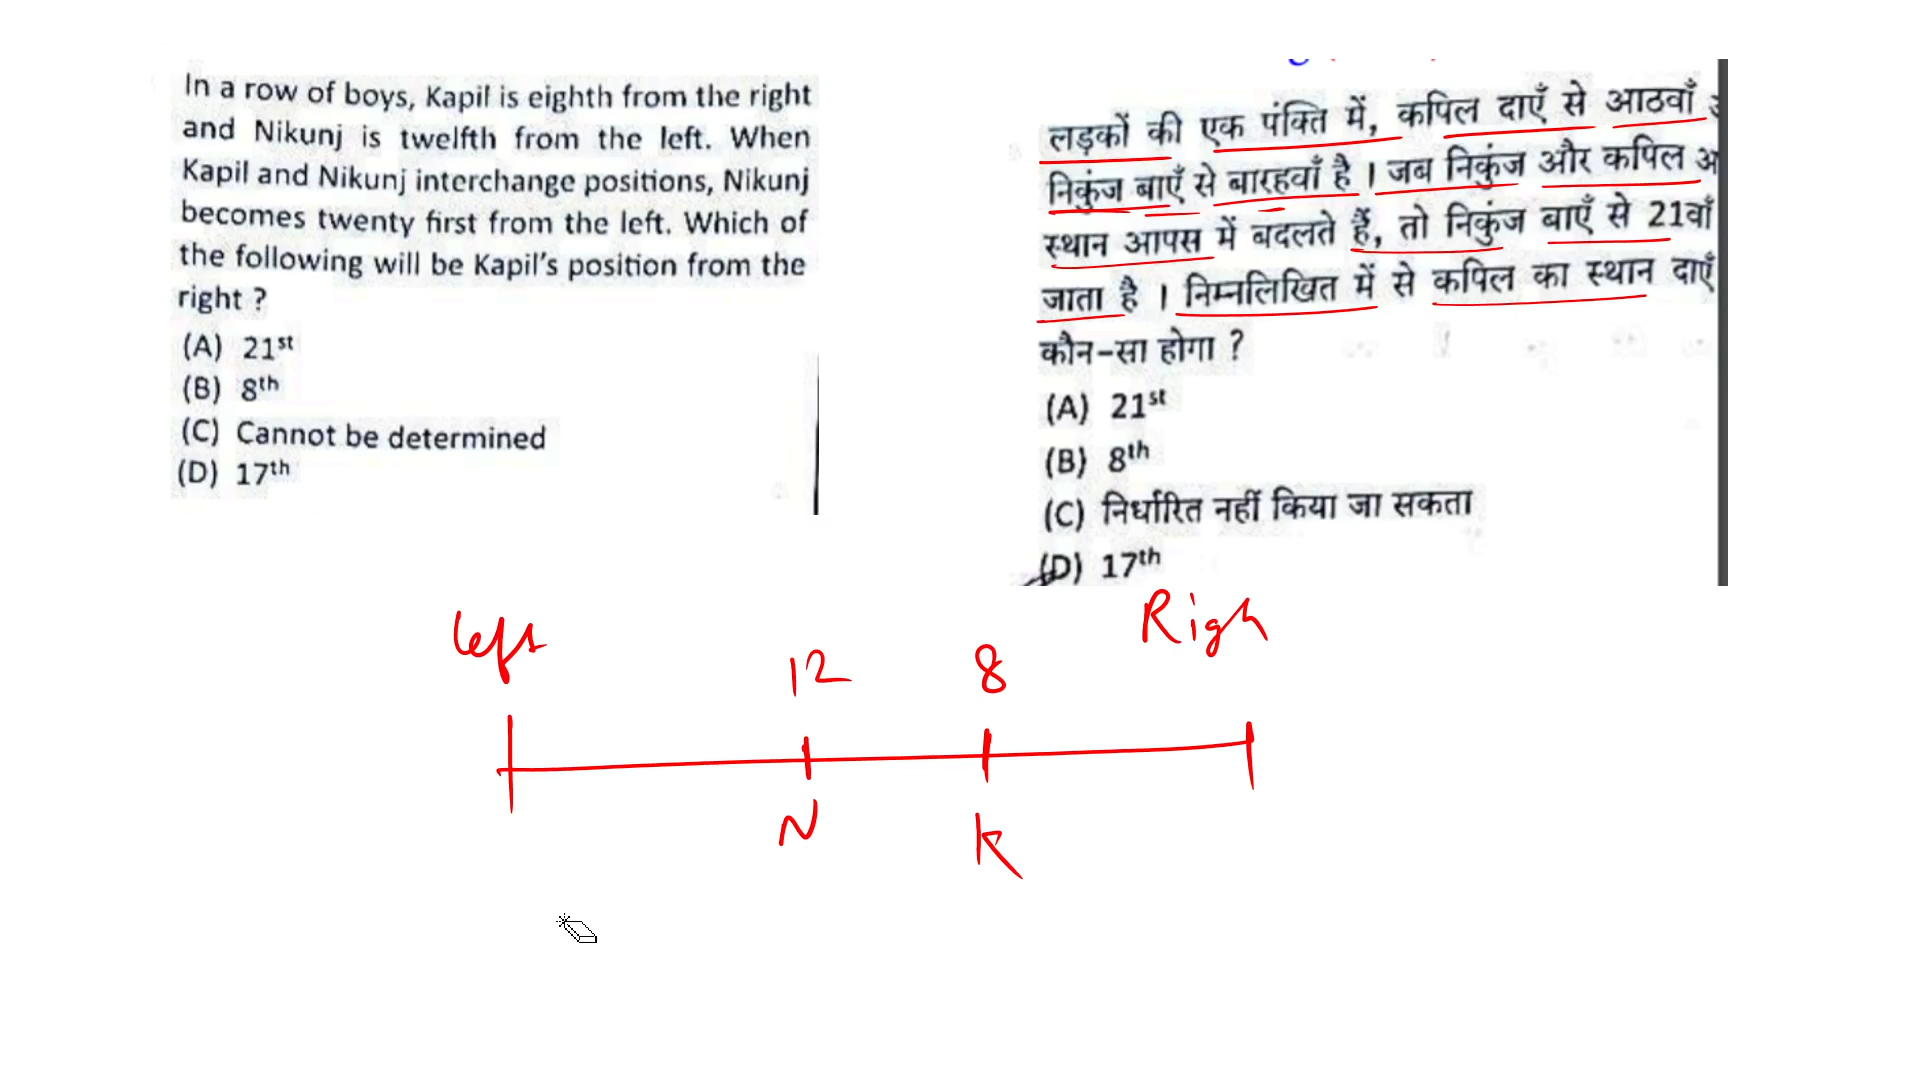 In a row of boys, Kapil is eighth from the right
and Nikunj is twelfth from the left. When
Kapil and Nikunj interchange positions, Nikunj
becomes twenty first from the left. Which of
the following will be Kapil's position from the
right ?
(A) 21st
(B) 8th
(C) Cannot be determined
(D) 17th
लड़कों की एक पंक्ति में, कपिल दाएँ से आठवाँ
निकुंज बाएँ से बारहवाँ है । जब निकुंज और कपिल अ
स्थान आपस में बदलते हैं, तो निकुंज बाएँ से 21वाँ
जाता है । निम्नलिखित में से कपिल का स्थान दाएँ
कौन-सा होगा ?
(A) 21st
(B) 8th
(C) निर्धारित नहीं किया जा सकता
(D) 17th
left
Righ
12
8
N
K